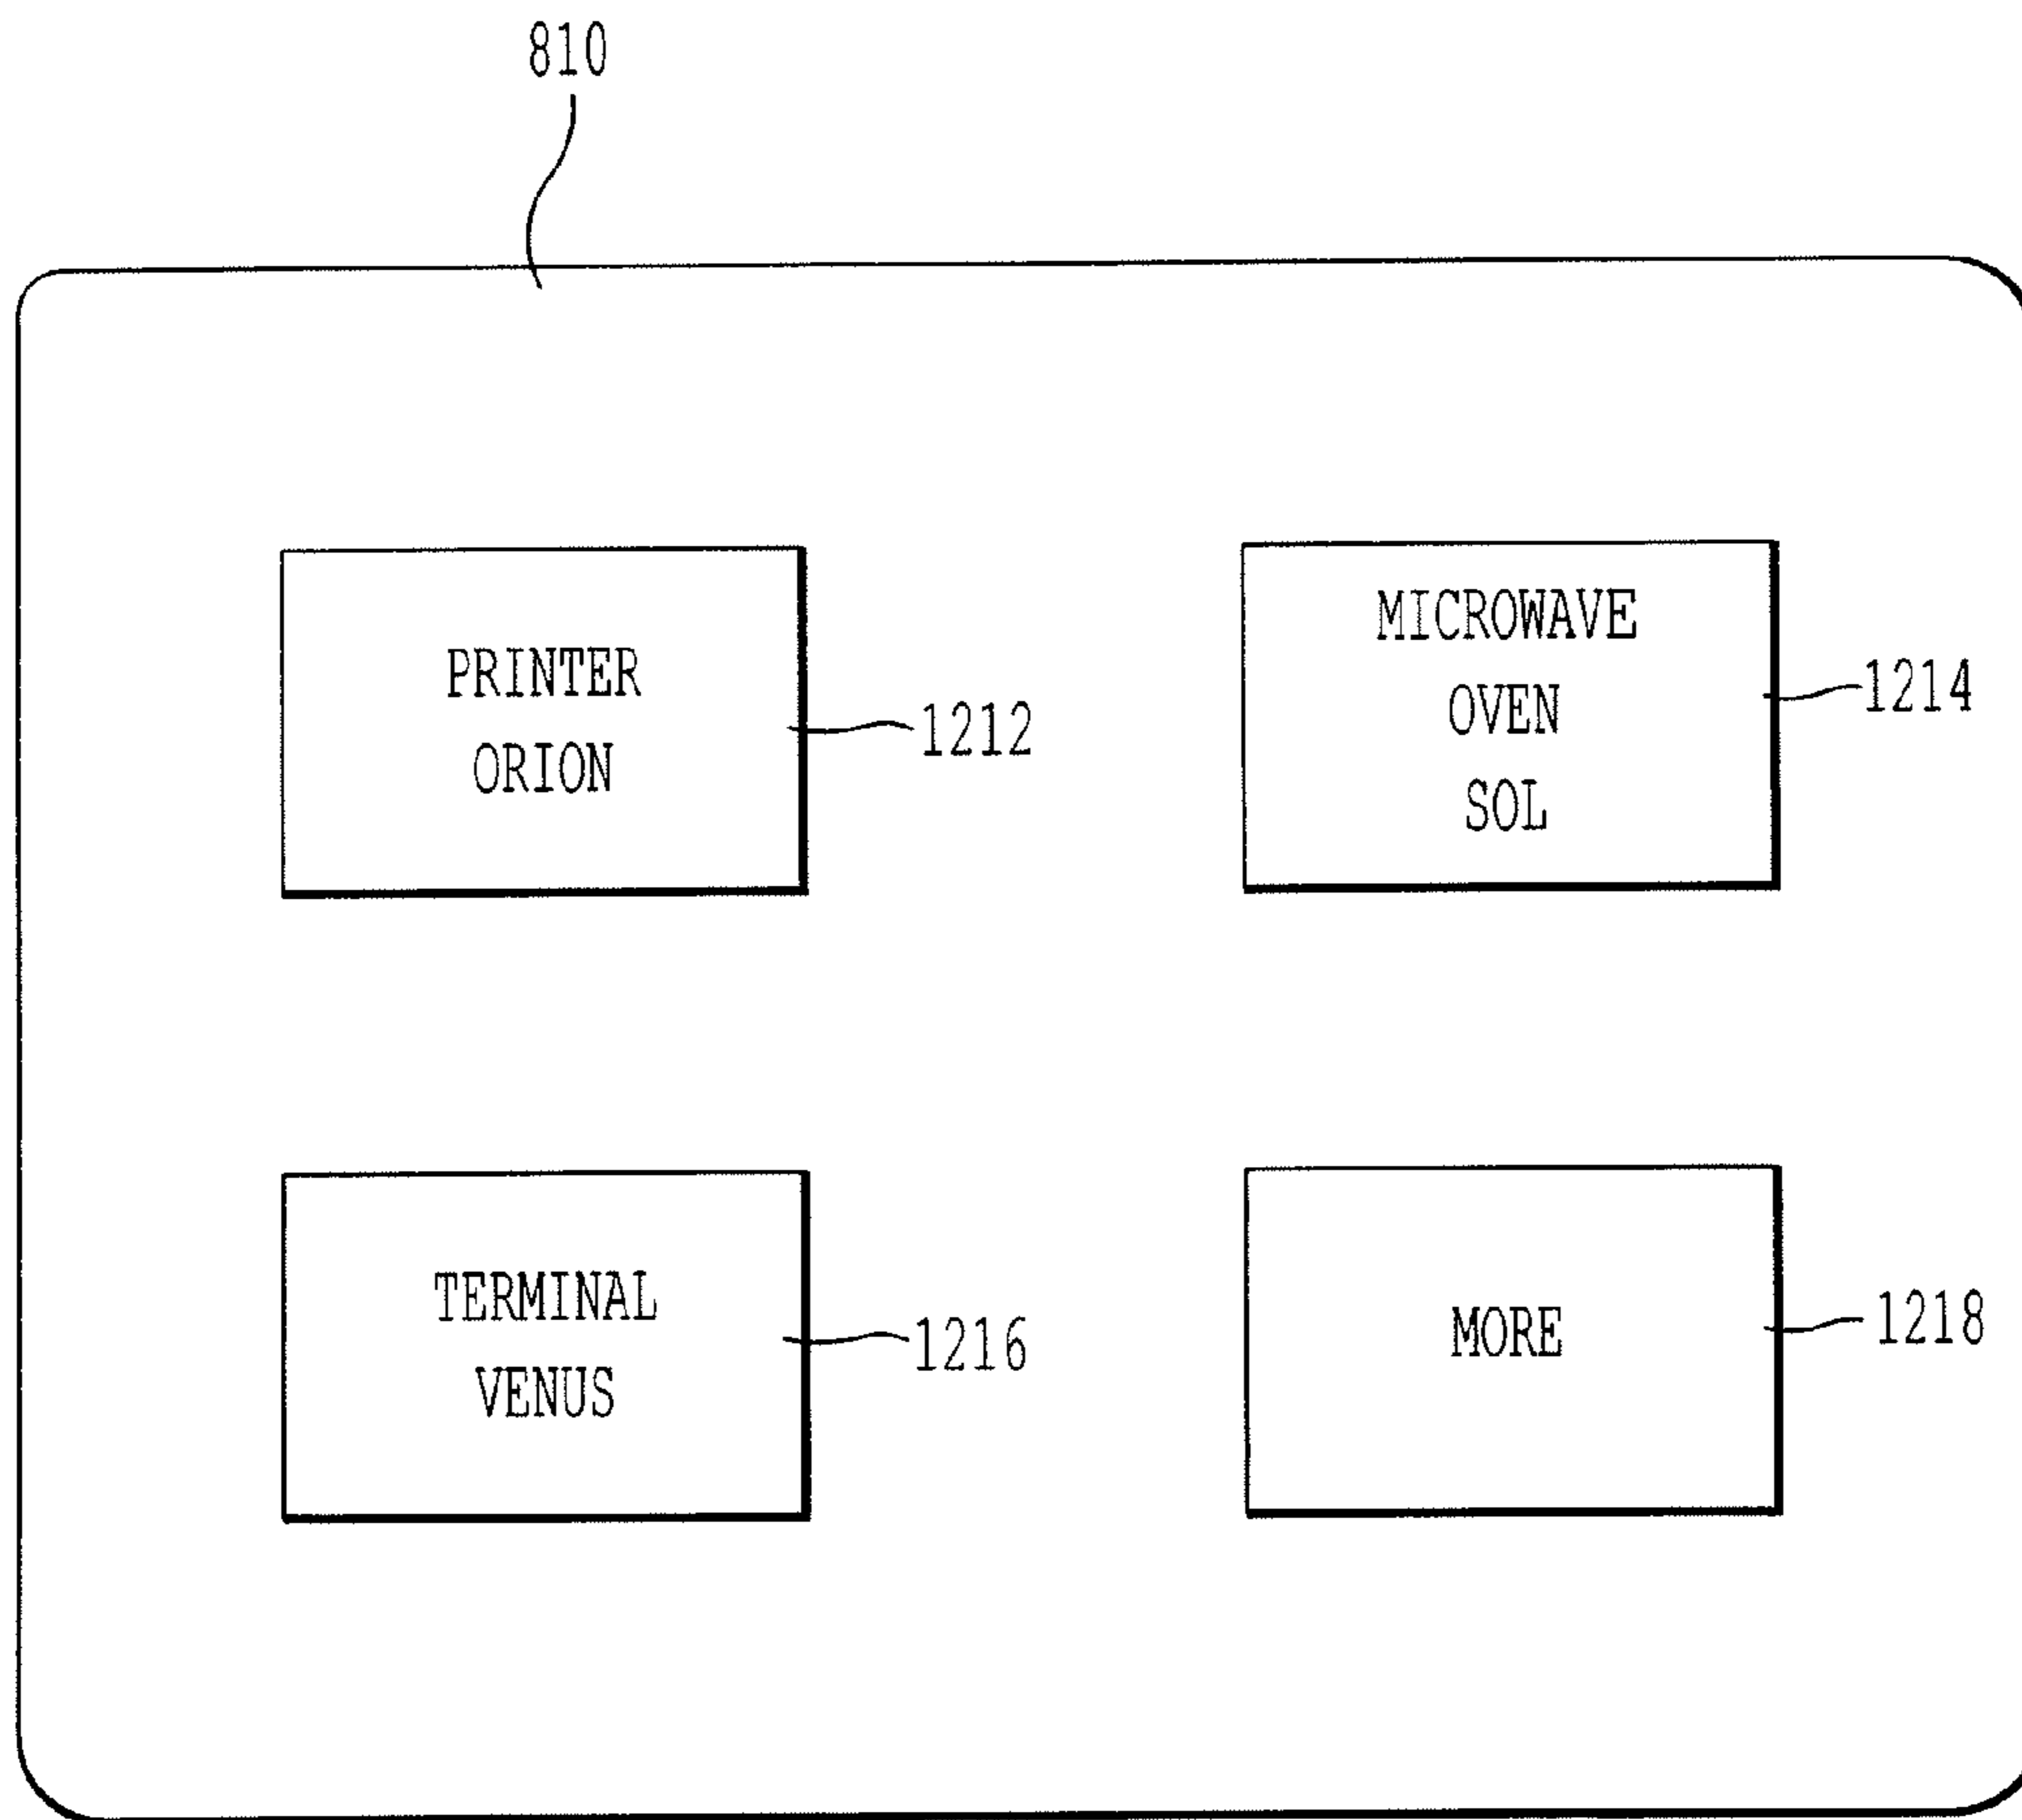 810
PRINTER
ORION
1212
MICROWAVE
OVEN
SOL
1214
TERMINAL
VENUS
1216
MORE
1218